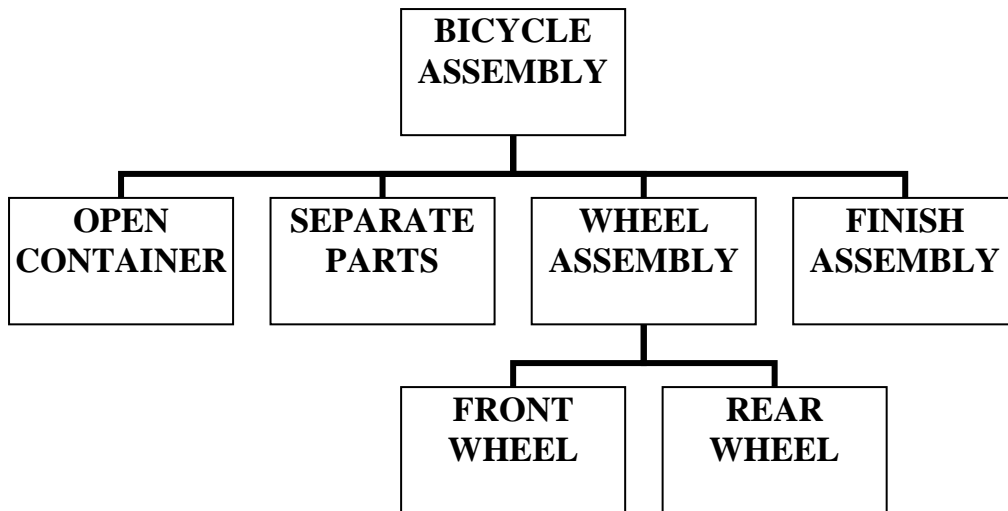 BICYCLE
ASSEMBLY
OPEN
CONTAINER
SEPARATE
PARTS
WHEEL
ASSEMBLY
FINISH
ASSEMBLY
FRONT
WHEEL
REAR
WHEEL